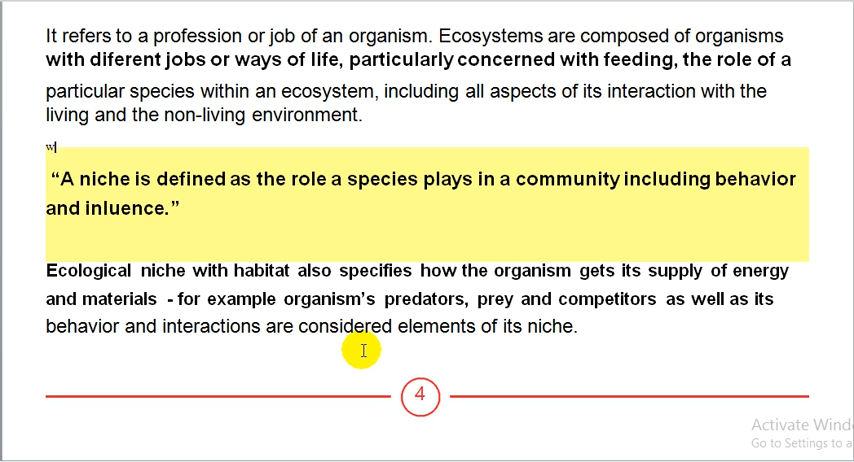 It refers to a profession or job of an organism. Ecosystems are composed of organisms
with diferent jobs or ways of life, particularly concerned with feeding, the role of a
particular species within an ecosystem, including all aspects of its interaction with the
living and the non-living environment.
w
“A niche is defined as the role a species plays in a community including behavior
and inluence.”
Ecological niche with habitat also specifies how the organism gets its supply of energy
and materials - for example organism’s predators, prey and competitors as well as its
behavior and interactions are considered elements of its niche.
4
Activate Wind
Go to Settings to a